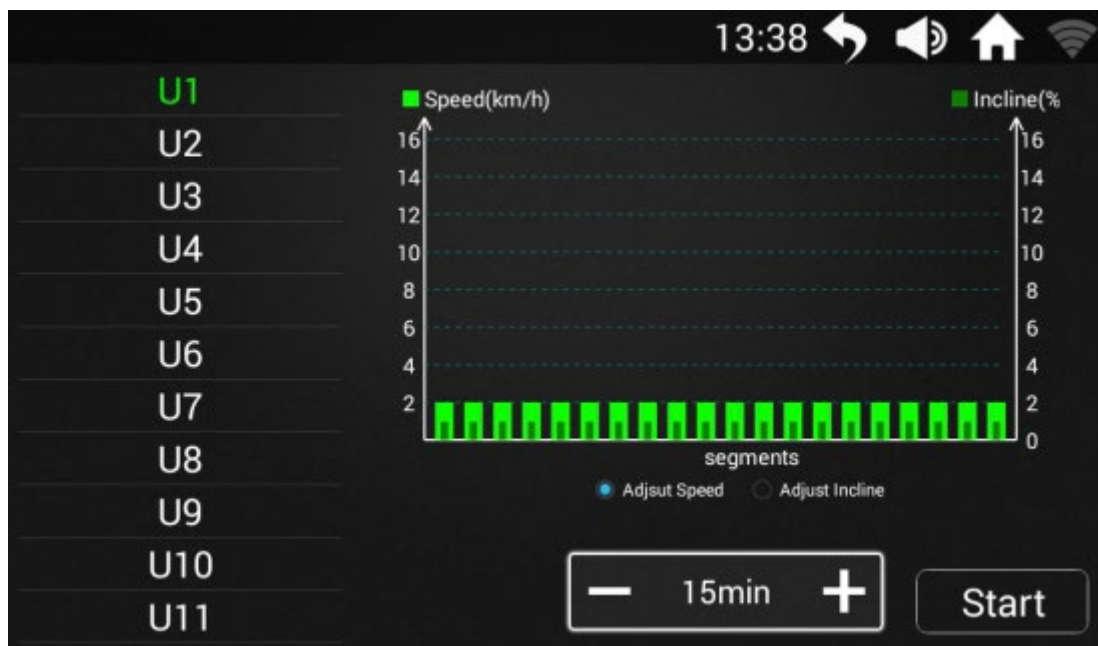 13:38
U1
U2
U3
U4
U5
U6
U7
U8
U9
U10
U11
Speed(km/h)
Incline(%
16
14
12
10
8
6
4
2
16
14
12
10
8
6
4
2
0
segments
Adjsut Speed
Adjust Incline
15min
Start